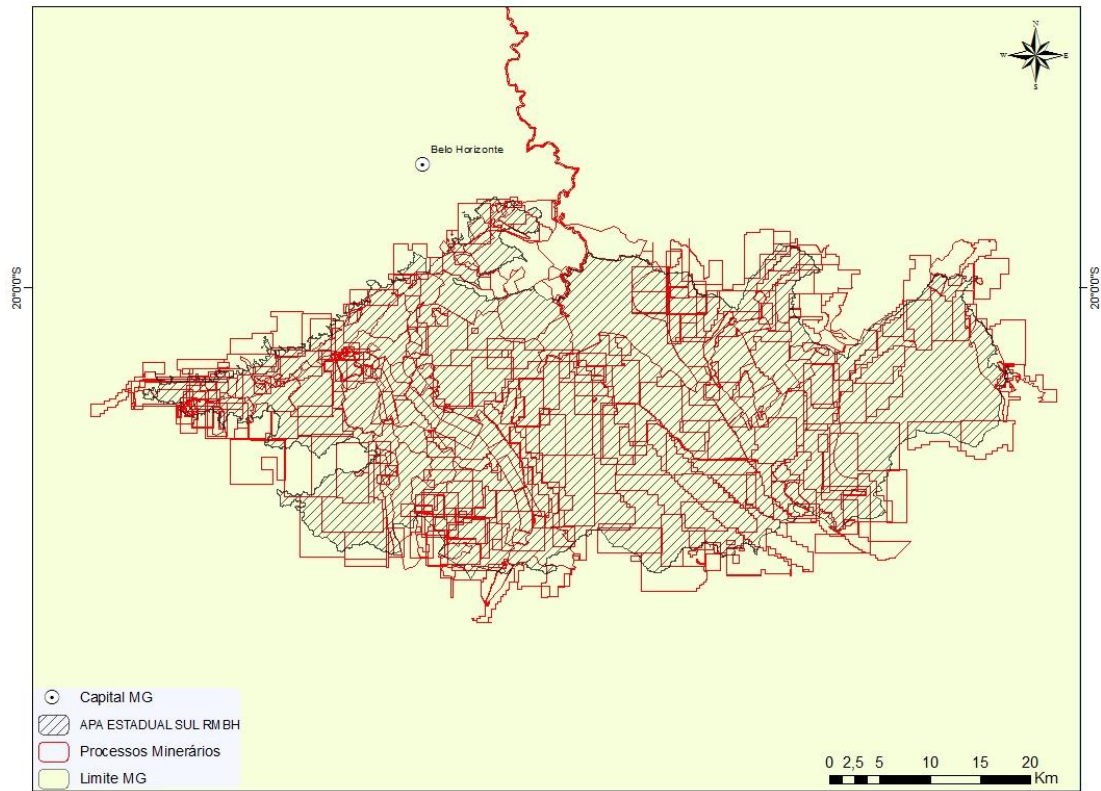 N
W E
S
Belo Horizonte
20°0'0"S
20°0'0"S
Capital MG
APA ESTADUAL SUL RMBH
Processos Minerários
Limite MG
0 2,5 5 10 15 20
Km